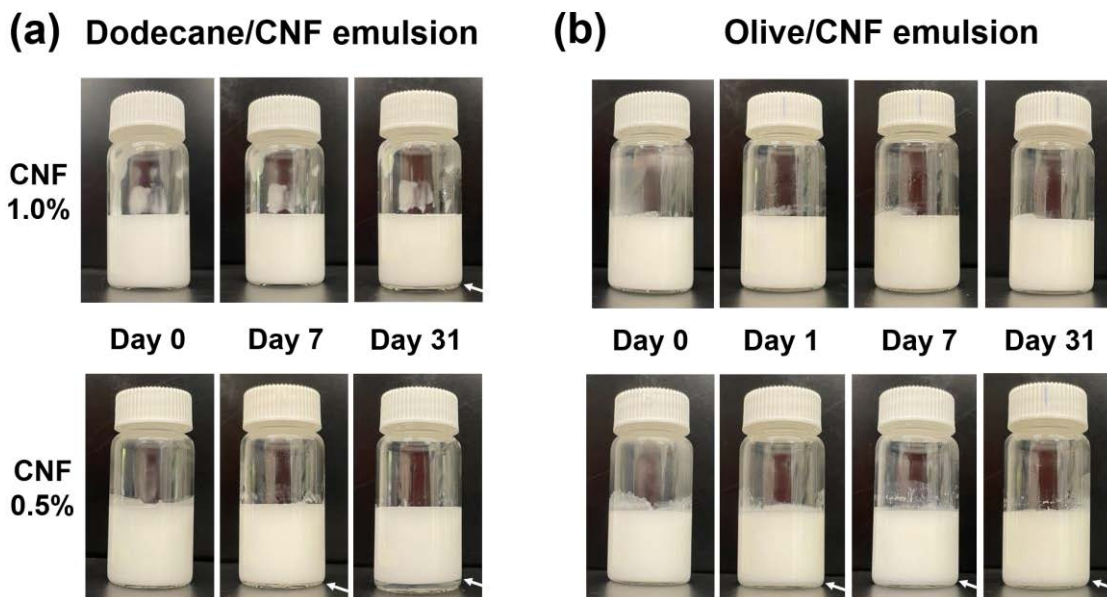 (a) Dodecane/CNF emulsion
(b) Olive/CNF emulsion
CNF
1.0%
Day 0 Day 7 Day 31
Day 0 Day 1 Day 7 Day 31
CNF
0.5%